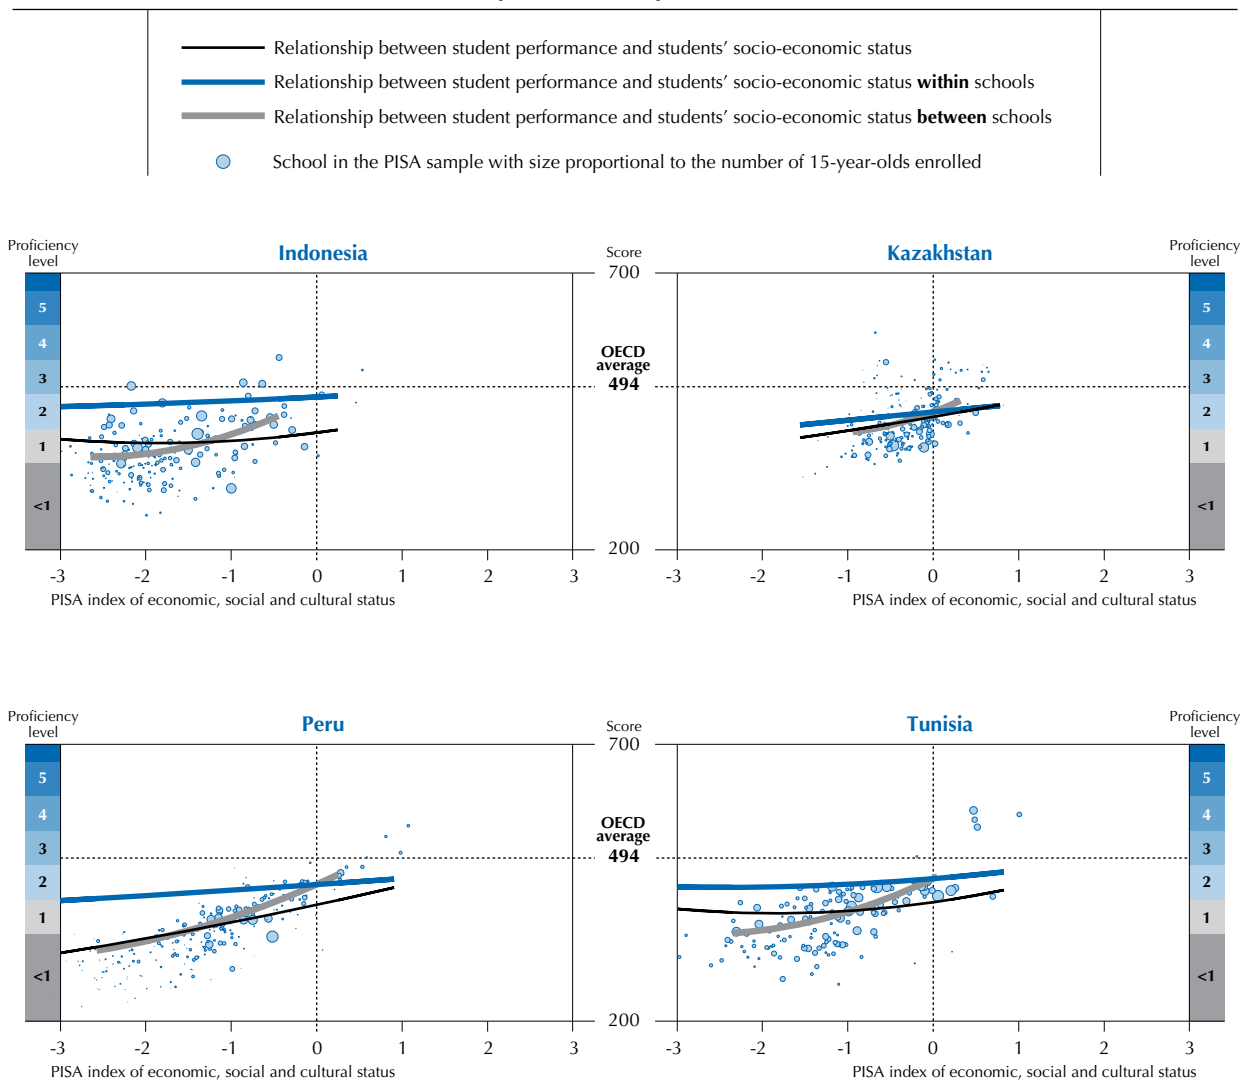 Relationship between student performance and students' socio-economic status
Relationship between student performance and students' socio-economic status within schools
Relationship between student performance and students' socio-economic status between schools
School in the PISA sample with size proportional to the number of 15-year-olds enrolled
Proficiency
level
Indonesia
Score
Kazakhstan
Proficiency
level
700
5
5
4
4
OECD
average
494
3
3
2
2
1
1
<1
<1
200
-3 -2 -1 0 1 2 3
-3 -2 -1 0 1 2 3
PISA index of economic, social and cultural status
PISA index of economic, social and cultural status
Proficiency
level
Peru
Score
Tunisia
Proficiency
level
700
5
5
4
4
OECD
average
494
3
3
2
2
1
1
<1
<1
200
-3 -2 -1 0 1 2 3
-3 -2 -1 0 1 2 3
PISA index of economic, social and cultural status
PISA index of economic, social and cultural status